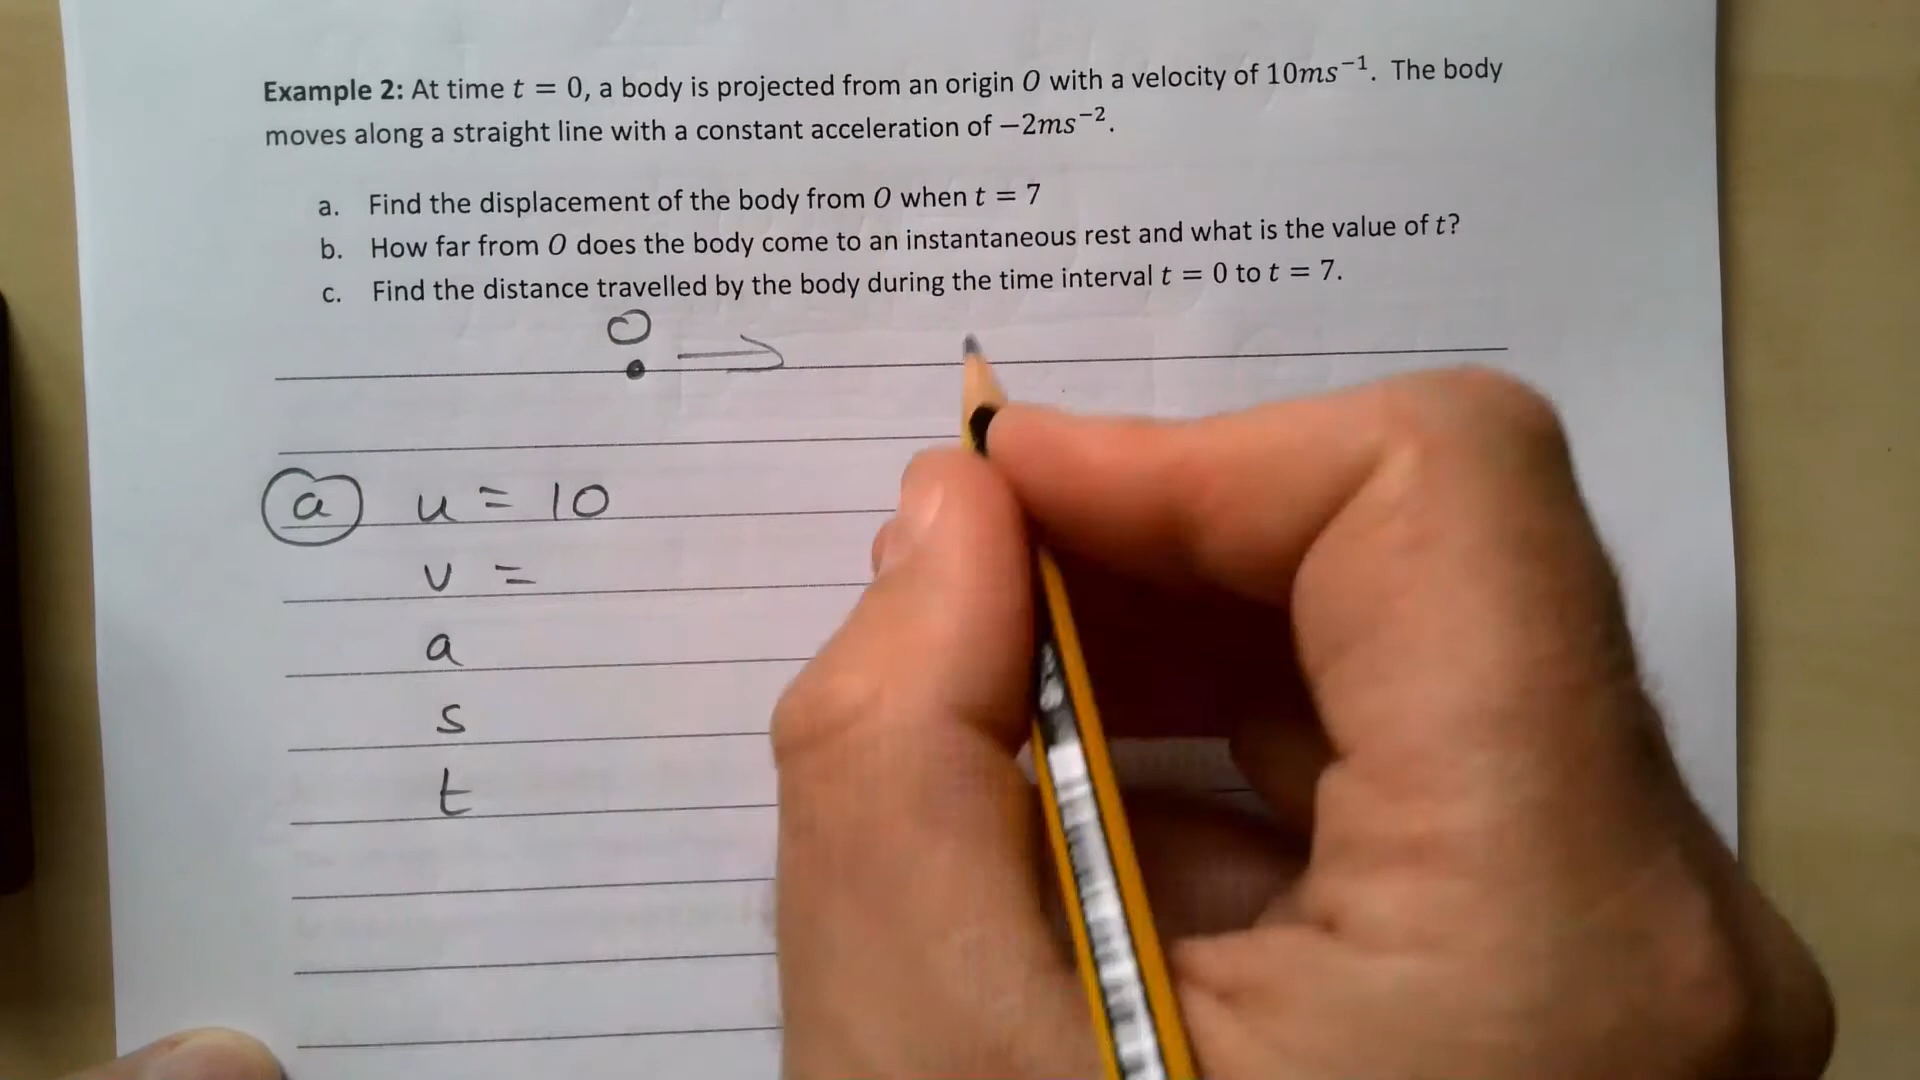 Example 2: At time t = 0, a body is projected from an origin O with a velocity of 10ms⁻¹. The body
moves along a straight line with a constant acceleration of −2ms⁻².
a. Find the displacement of the body from O when t = 7
b. How far from O does the body come to an instantaneous rest and what is the value of t?
c. Find the distance travelled by the body during the time interval t = 0 to t = 7.
O
a u = 10
v =
a
s
t